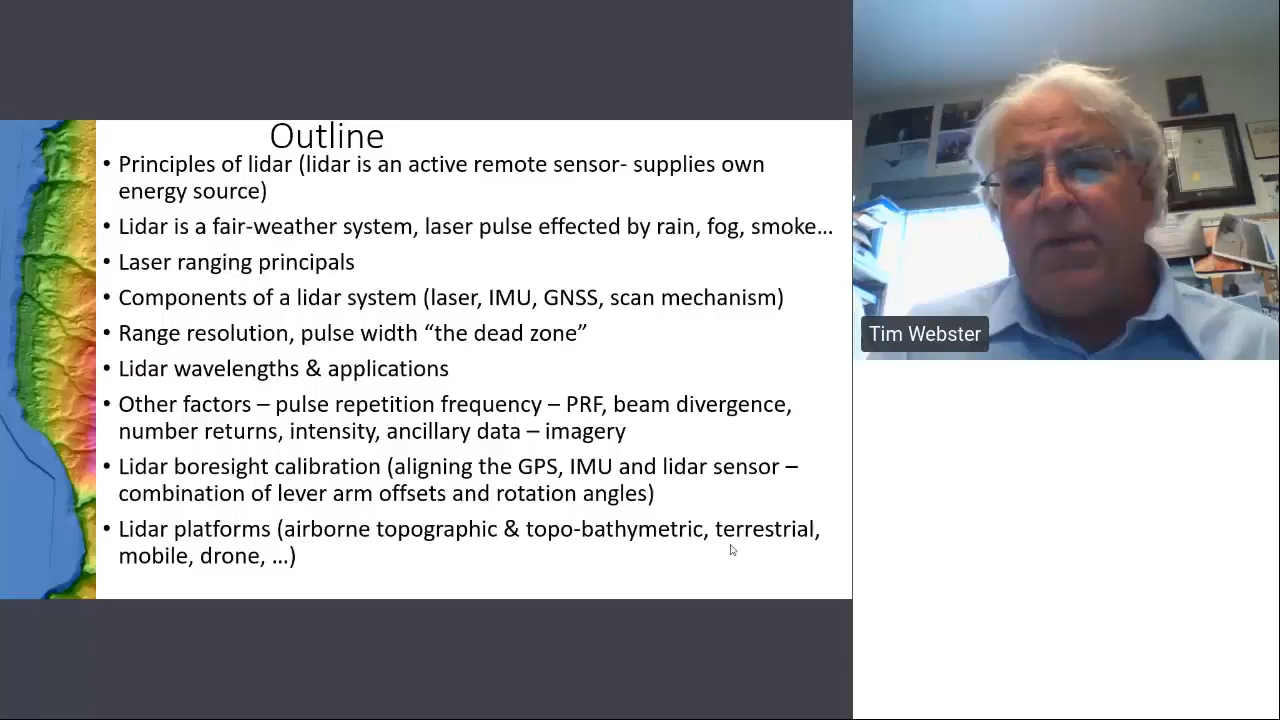 Outline
• Principles of lidar (lidar is an active remote sensor- supplies own
energy source)
• Lidar is a fair-weather system, laser pulse effected by rain, fog, smoke…
• Laser ranging principals
• Components of a lidar system (laser, IMU, GNSS, scan mechanism)
• Range resolution, pulse width “the dead zone”
• Lidar wavelengths & applications
• Other factors – pulse repetition frequency – PRF, beam divergence,
number returns, intensity, ancillary data – imagery
• Lidar boresight calibration (aligning the GPS, IMU and lidar sensor –
combination of lever arm offsets and rotation angles)
• Lidar platforms (airborne topographic & topo-bathymetric, terrestrial,
mobile, drone, …)
Tim Webster